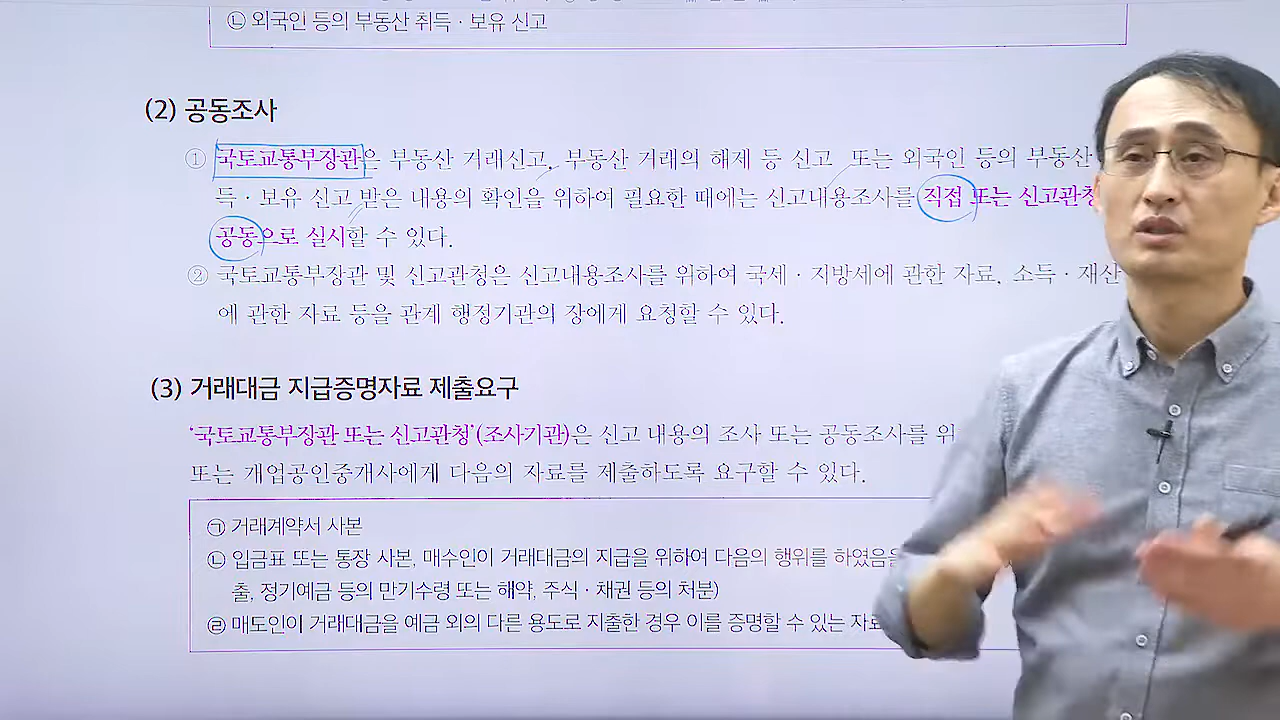 ㉡ 외국인 등의 부동산 취득 · 보유 신고
(2) 공동조사
① 국토교통부장관은 부동산 거래신고, 부동산 거래의 해제 등 신고 또는 외국인 등의 부동산
득 · 보유 신고 받은 내용의 확인을 위하여 필요한 때에는 신고내용조사를 직접 또는 신고관청
공동으로 실시할 수 있다
② 국토교통부장관 및 신고관청은 신고내용조사를 위하여 국세 · 지방세에 관한 자료, 소득 · 재산
에 관한 자료 등을 관계 행정기관의 장에게 요청할 수 있다.
(3) 거래대금 지급증명자료 제출요구
국토교통부장관 또는 신고관청(조사기관)은 신고 내용의 조사 또는 공동조사를 위
또는 개업공인중개사에게 다음의 자료를 제출하도록 요구할 수 있다.
㉠ 거래계약서 사본
㉡ 입금표 또는 통장 사본, 매수인이 거래대금의 지급을 위하여 다음의 행위를 하였음을
출, 정기예금 등의 만기수령 또는 해약, 주식 · 채권 등의 처분)
㉣ 매도인이 거래대금을 예금 외의 다른 용도로 지출한 경우 이를 증명할 수 있는 자료